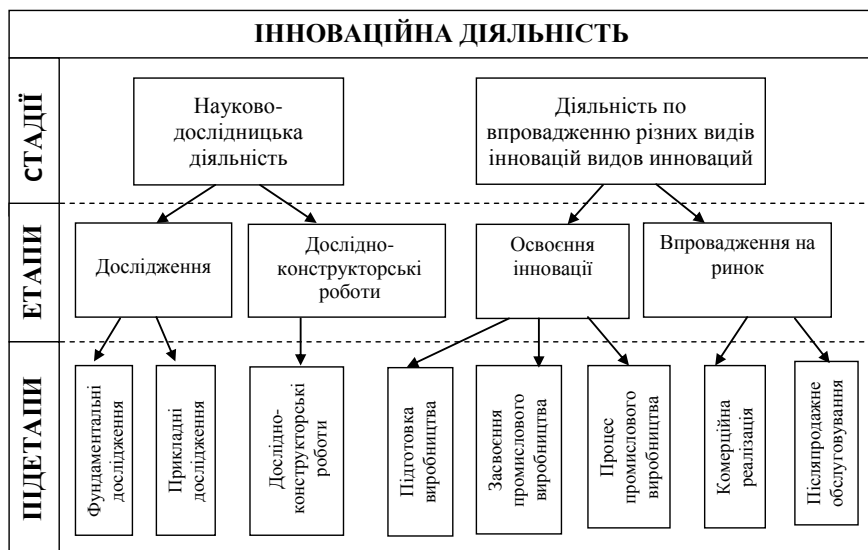 ІННОВАЦІЙНА ДІЯЛЬНІСТЬ
СТАДІЇ
Науково-
дослідницька
діяльність
Діяльність по
впровадженню різних видів
інновацій видов инноваций
ЕТАПИ
Дослідження
Дослідно-
конструкторські
роботи
Освоєння
інновації
Впровадження на
ринок
ПІДЕТАПИ
Фундаментальні
дослідження
Прикладні
дослідження
Дослідно-
конструкторські
роботи
Підготовка
виробництва
Засвоєння
промислового
виробництва
Процес
промислового
виробництва
Комерційна
реалізація
Післяпродажне
обслуговування